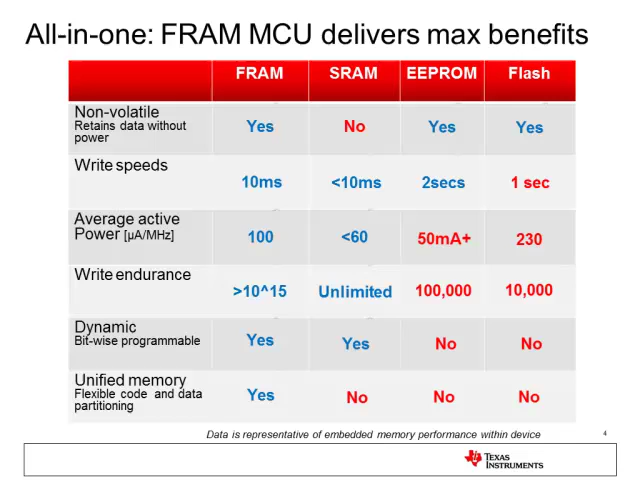 All-in-one: FRAM MCU delivers max benefits
FRAM SRAM EEPROM Flash
Non-volatile
Retains data without
power
Yes No Yes Yes
Write speeds
10ms <10ms 2secs 1 sec
Average active
Power [µA/MHz]
100 <60 50mA+ 230
Write endurance
>10^15 Unlimited 100,000 10,000
Dynamic
Bit-wise programmable
Yes Yes No No
Unified memory
Flexible code and data
partitioning
Yes No No No
Data is representative of embedded memory performance within device
4
TEXAS
INSTRUMENTS